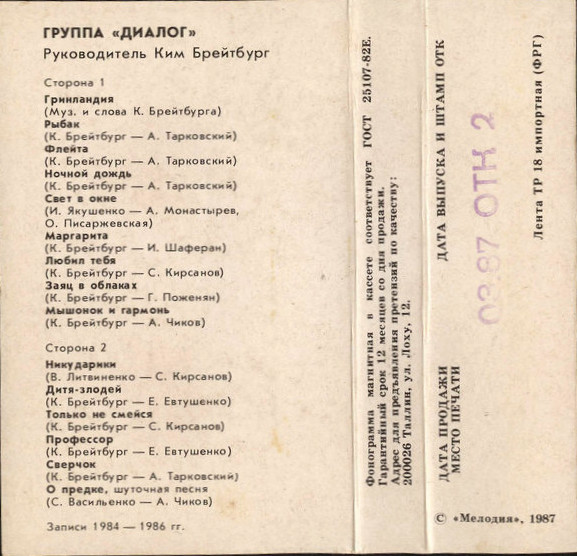 ГРУППА «ДИАЛОГ»
Руководитель Ким Брейтбург
Сторона 1
Гринландия
(Муз. и слова К. Брейтбурга)
Рыбак
(К. Брейтбург — А. Тарковский)
Флейта
(К. Брейтбург — А. Тарковский)
Ночной дождь
(К. Брейтбург — А. Тарковский)
Свет в окне
(И. Якушенко — А. Монастырев,
О. Писаржевская)
Маргарита
(К. Брейтбург — И. Шаферан)
Любил тебя
(К. Брейтбург — С. Кирсанов)
Заяц в облаках
(К. Брейтбург — Г. Поженян)
Мышонок и гармонь
(К. Брейтбург — А. Чиков)
Сторона 2
Никударики
(В. Литвиненко — С. Кирсанов)
Дитя-злодей
(К. Брейтбург — Е. Евтушенко)
Только не смейся
(К. Брейтбург — С. Кирсанов)
Профессор
(К. Брейтбург — Е. Евтушенко)
Сверчок
(К. Брейтбург — А. Тарковский)
О предке, шуточная песня
(С. Васильенко — А. Чиков)
Записи 1984 — 1986 гг.
Фонограмма магнитная в кассете соответствует ГОСТ 25107-82Е.
Гарантийный срок 12 месяцев со дня продажи.
Адрес для предъявления претензий по качеству:
200026 Таллин, ул. Лоху, 12.
ДАТА ВЫПУСКА И ШТАМП ОТК
ДАТА ПРОДАЖИ
МЕСТО ПЕЧАТИ
03.87 ОТК 2
Лента ТР 18 импортная (ФРГ)
© «Мелодия», 1987